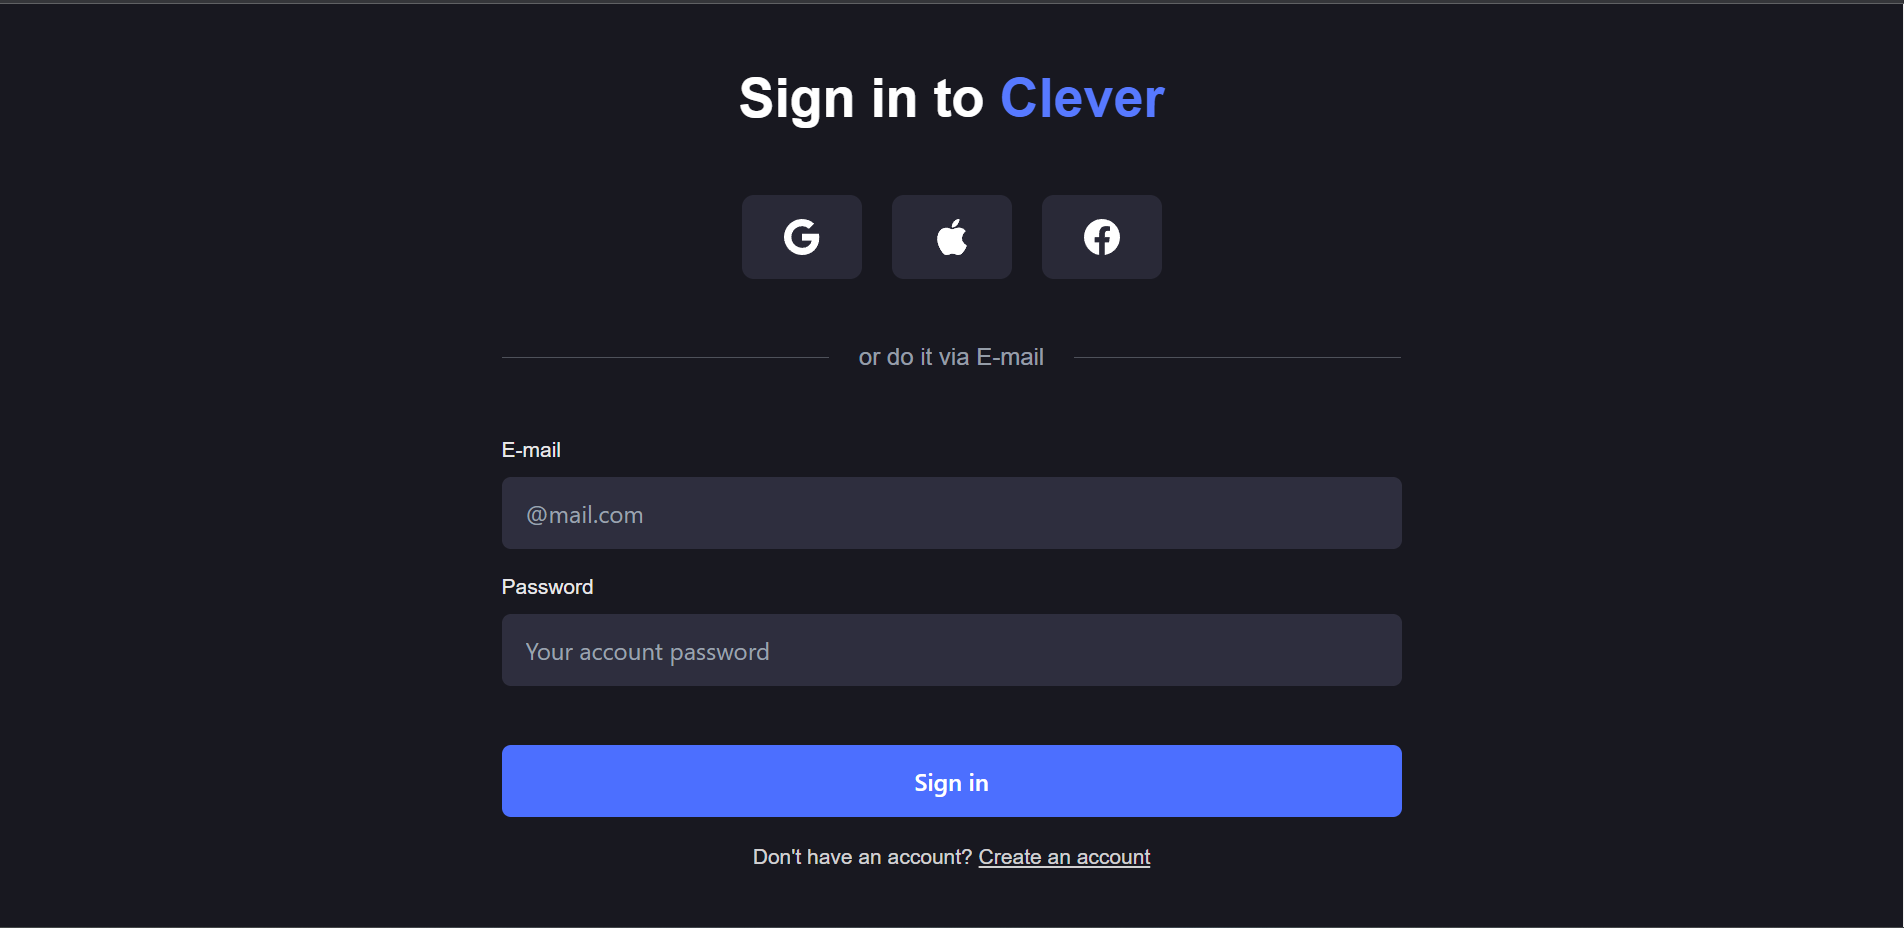 Sign in to Clever
or do it via E-mail
E-mail
@mail.com
Password
Your account password
Sign in
Don't have an account? Create an account